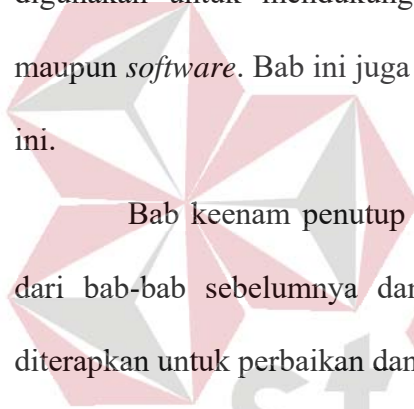 digunakan untuk mendukung
maupun software. Bab ini juga
ini.
Bab keenam penutup
dari bab-bab sebelumnya dan
diterapkan untuk perbaikan dan
st